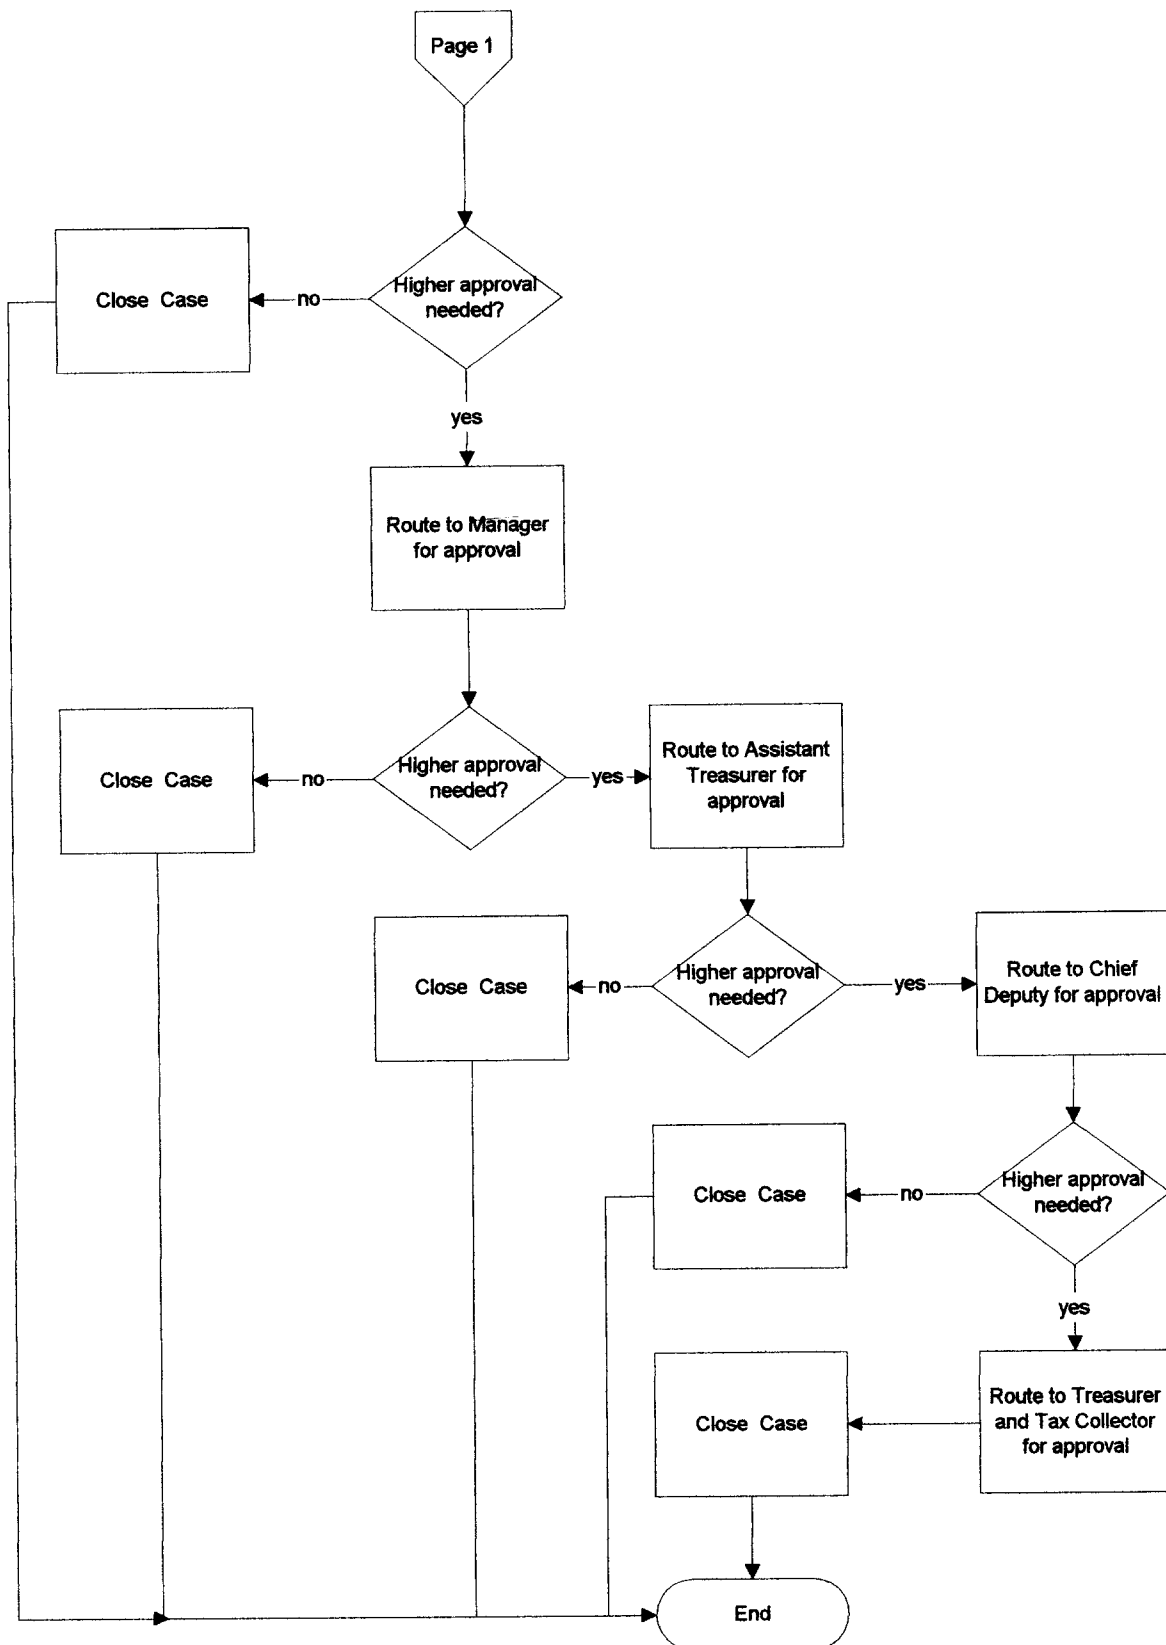 Page 1
Higher approval
needed?
Close Case
no
yes
Route to Manager
for approval
Close Case
no
Higher approval
needed?
yes
Route to Assistant
Treasurer for
approval
Close Case
no
Higher approval
needed?
yes
Route to Chief
Deputy for approval
Close Case
no
Higher approval
needed?
yes
Close Case
Route to Treasurer
and Tax Collector
for approval
End